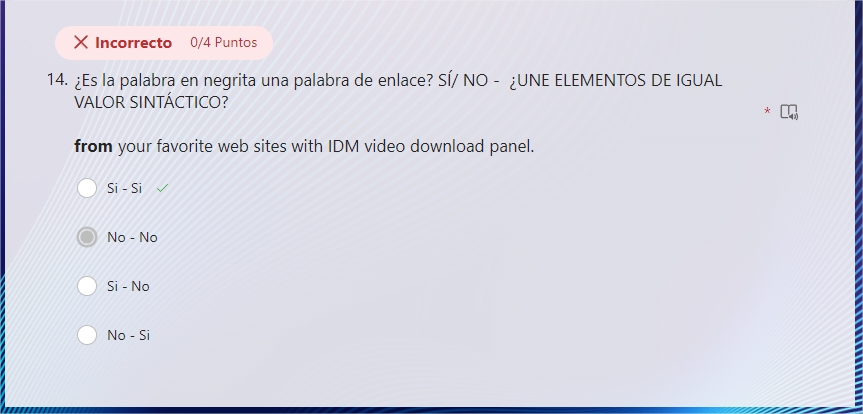 Incorrecto 0/4 Puntos
14. ¿Es la palabra en negrita una palabra de enlace? SÍ/ NO - ¿UNE ELEMENTOS DE IGUAL
VALOR SINTÁCTICO?
*
from your favorite web sites with IDM video download panel.
Si - Si
No - No
Si - No
No - Si